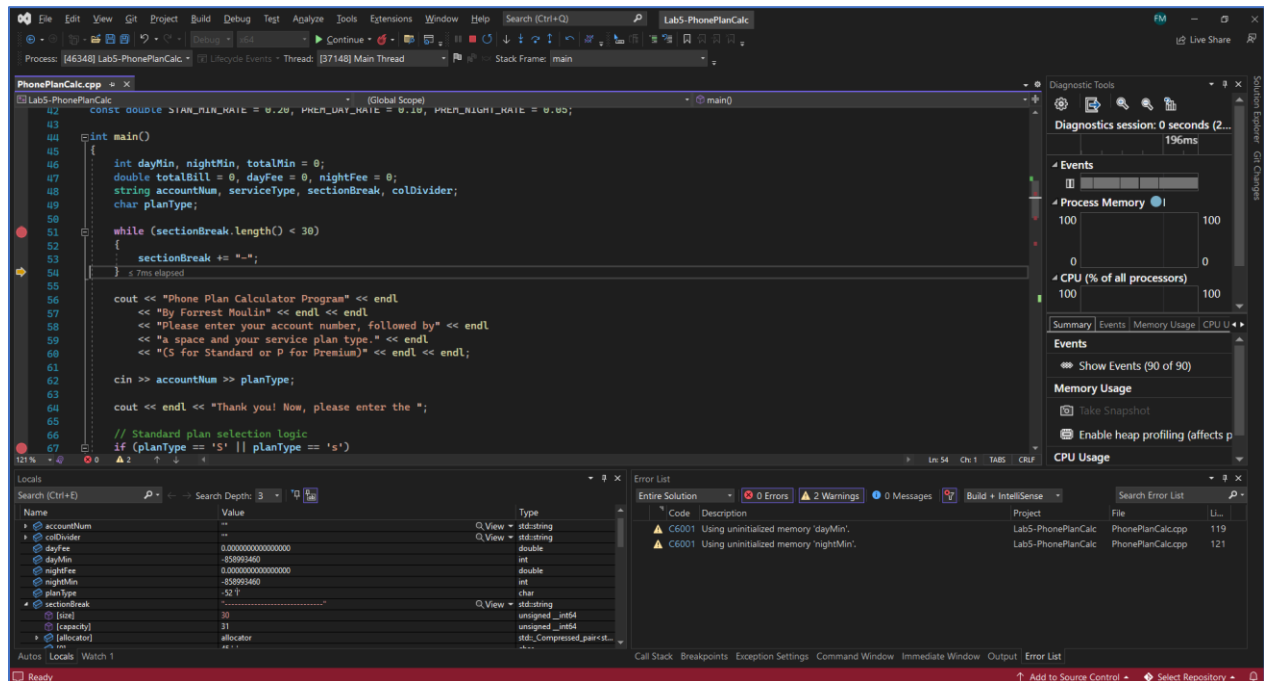 File Edit View Git Project Build Debug Test Analyze Tools Extensions Window Help Search (Ctrl+Q) Lab5-PhonePlanCalc FM
Debug x64 Continue Live Share
Process: [46348] Lab5-PhonePlanCalc. Lifecycle Events Thread: [37148] Main Thread Stack Frame: main
PhonePlanCalc.cpp
Lab5-PhonePlanCalc (Global Scope) main()
42 const double STAN_MIN_RATE = 0.20, PREM_DAY_RATE = 0.10, PREM_NIGHT_RATE = 0.05;
43
44 int main()
45 {
46 int dayMin, nightMin, totalMin = 0;
47 double totalBill = 0, dayFee = 0, nightFee = 0;
48 string accountNum, serviceType, sectionBreak, colDivider;
49 char planType;
50
51 while (sectionBreak.length() < 30)
52 {
53 sectionBreak += "-";
54 } ≤ 7ms elapsed
55
56 cout << "Phone Plan Calculator Program" << endl
57 << "By Forrest Moulin" << endl << endl
58 << "Please enter your account number, followed by" << endl
59 << "a space and your service plan type." << endl
60 << "(S for Standard or P for Premium)" << endl << endl;
61
62 cin >> accountNum >> planType;
63
64 cout << endl << "Thank you! Now, please enter the ";
65
66 // Standard plan selection logic
67 if (planType == 'S' || planType == 's')
121 % 0 2 Ln: 54 Ch: 1 TABS CRLF
Diagnostic Tools
Diagnostics session: 0 seconds (2...
196ms
Events
Process Memory
100 100
0 0
CPU (% of all processors)
100 100
Summary Events Memory Usage CPU U
Events
Show Events (90 of 90)
Memory Usage
Take Snapshot
Enable heap profiling (affects p
CPU Usage
Solution Explorer
Git Changes
Locals
Search (Ctrl+E) Search Depth: 3
Name Value Type
accountNum "" View std::string
colDivider "" View std::string
dayFee 0.0000000000000000 double
dayMin -858993460 int
nightFee 0.0000000000000000 double
nightMin -858993460 int
planType -52 char
sectionBreak "------------------------------" View std::string
[size] 30 unsigned __int64
[capacity] 31 unsigned __int64
[allocator] allocator std::_Compressed_pair<st...
Autos Locals Watch 1
Error List
Entire Solution 0 Errors 2 Warnings 0 Messages Build + IntelliSense Search Error List
Code Description Project File Li...
C6001 Using uninitialized memory 'dayMin'. Lab5-PhonePlanCalc PhonePlanCalc.cpp 119
C6001 Using uninitialized memory 'nightMin'. Lab5-PhonePlanCalc PhonePlanCalc.cpp 121
Call Stack Breakpoints Exception Settings Command Window Immediate Window Output Error List
Ready Add to Source Control Select Repository